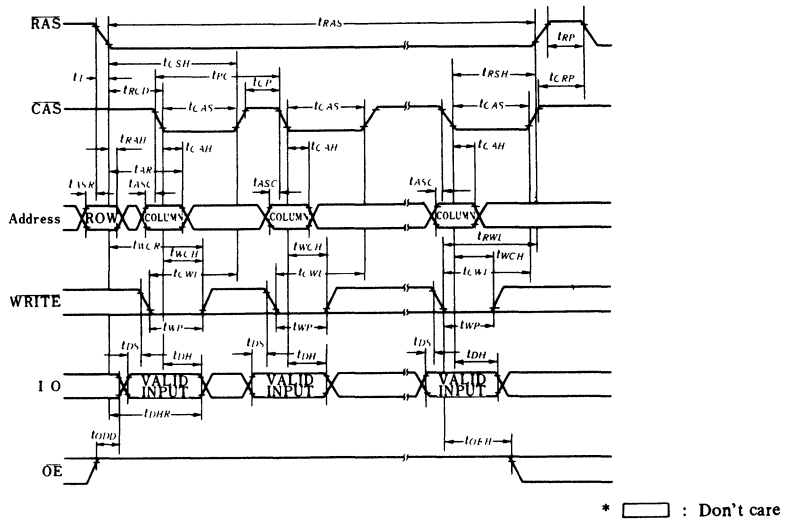 RAS tRAS tRP
tCSH tPC tCP tRSH tCRP
tT tRCD
CAS tCAS tCAS tCAS
tRAH tCAH tCAH tCAH
tAR
tASR tASC tASC tASC
Address ROW COLUMN COLUMN COLUMN
tWCR tRWL
tWCH tWCH tWCH
tCWL tCWL tCWL
WRITE
tWP tWP tWP
tDS tDH tDS tDH tDS tDH
I O VALID INPUT VALID INPUT VALID INPUT
tDHR
tODD tOEH
OE
* : Don't care